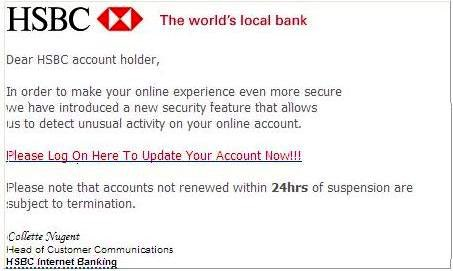 HSBC The world's local bank
Dear HSBC account holder,
In order to make your online experience even more secure
we have introduced a new security feature that allows
us to detect unusual activity on your online account.
Please Log On Here To Update Your Account Now!!!
Please note that accounts not renewed within 24hrs of suspension are
subject to termination.
Collette Nugent
Head of Customer Communications
HSBC Internet Banking